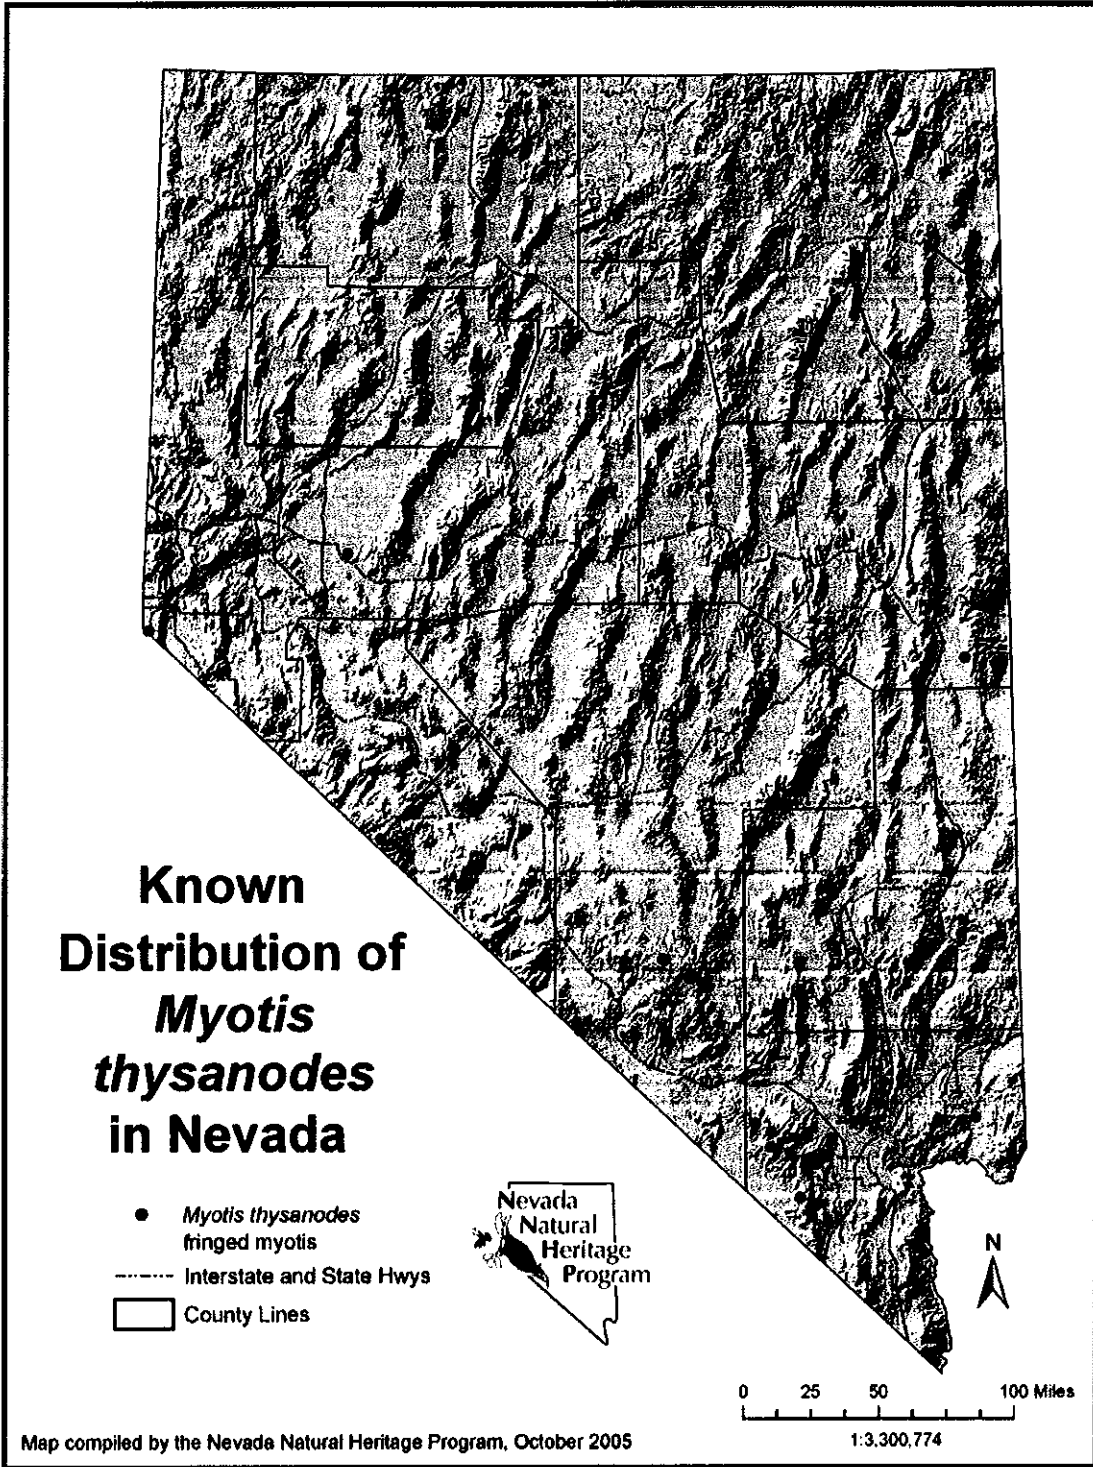 Known
Distribution of
Myotis
thysanodes
in Nevada
Myotis thysanodes
fringed myotis
Interstate and State Hwys
County Lines
Nevada
Natural
Heritage
Program
N
0 25 50 100 Miles
1:3,300,774
Map compiled by the Nevada Natural Heritage Program, October 2005